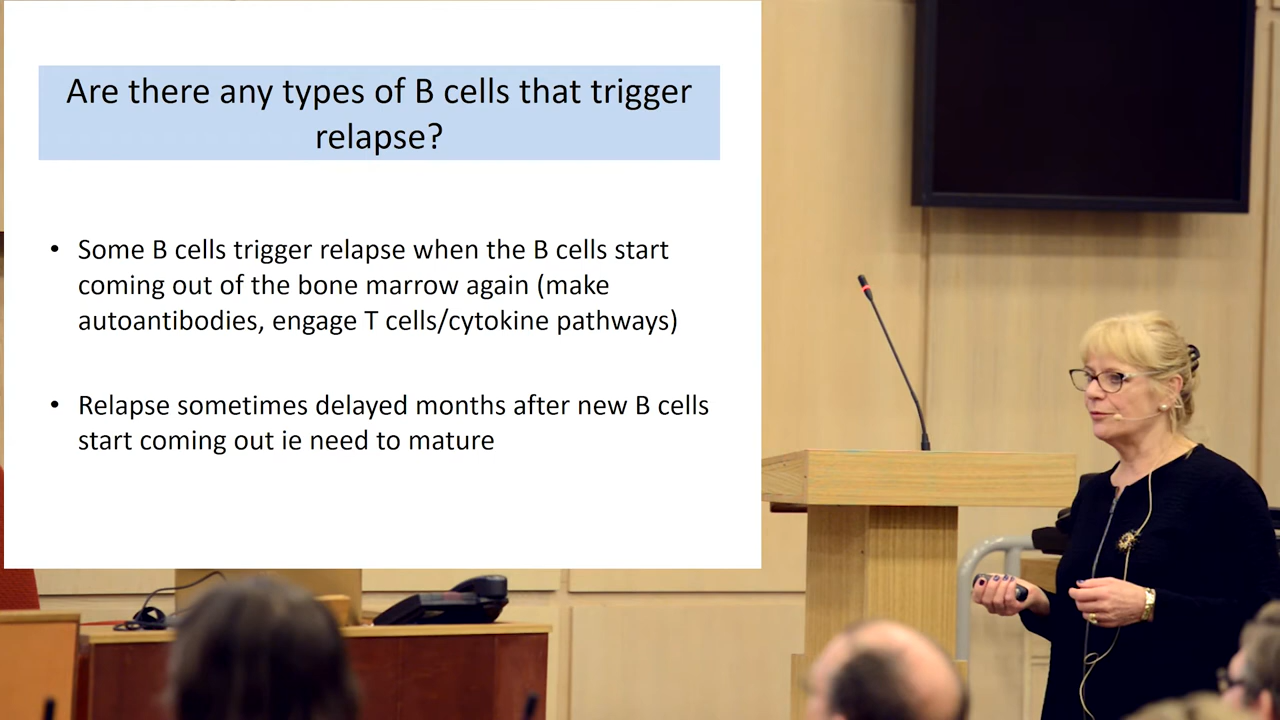 Are there any types of B cells that trigger
relapse?
• Some B cells trigger relapse when the B cells start
coming out of the bone marrow again (make
autoantibodies, engage T cells/cytokine pathways)
• Relapse sometimes delayed months after new B cells
start coming out ie need to mature